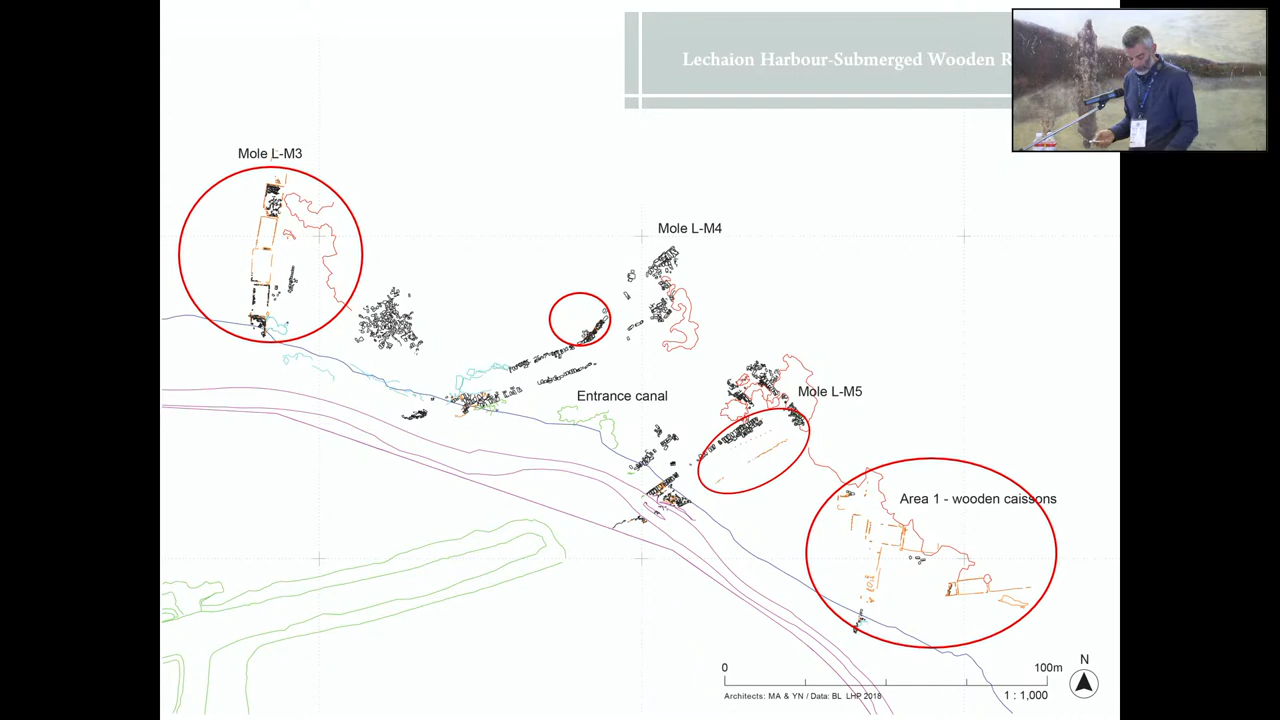 Lechaion Harbour-Submerged Wooden
Mole L-M3
Mole L-M4
Entrance canal
Mole L-M5
Area 1 - wooden caissons
0
100m
N
Architects: MA & YN / Data: BL LHP 2018
1 : 1,000